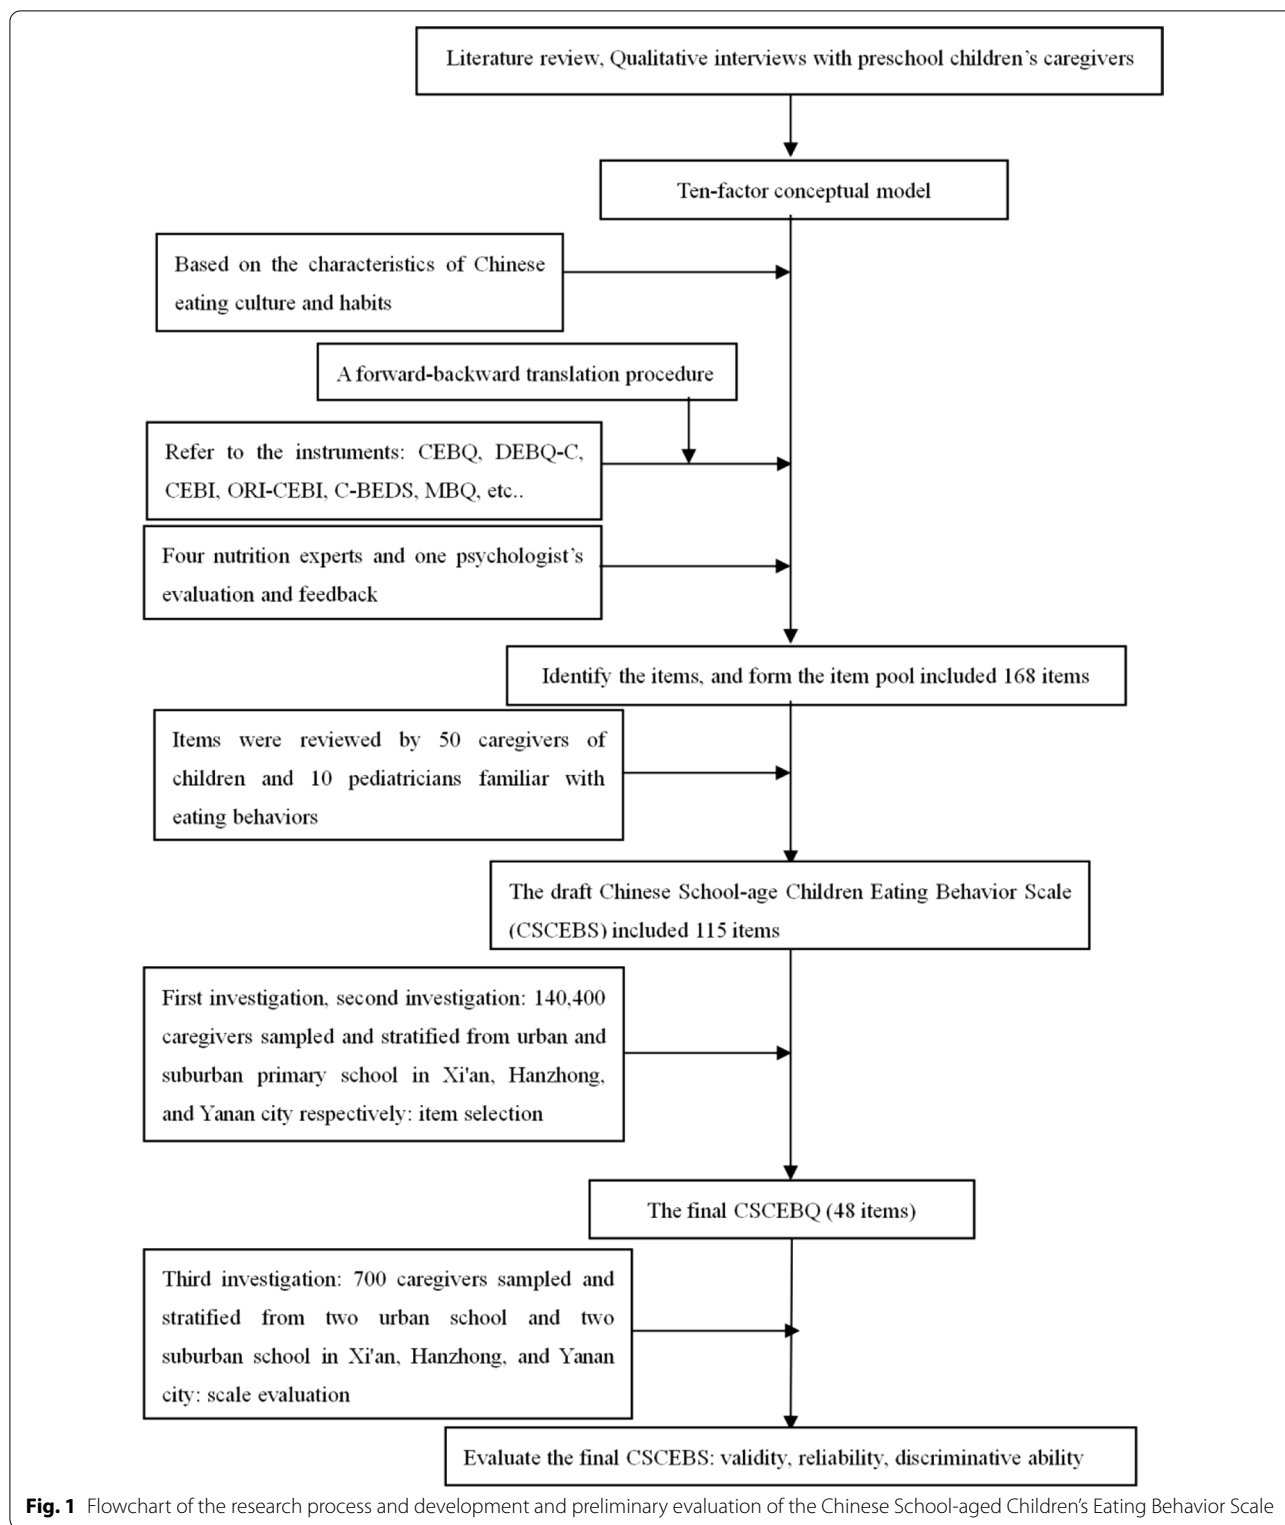 Literature review, Qualitative interviews with preschool children's caregivers
Ten-factor conceptual model
Based on the characteristics of Chinese
eating culture and habits
A forward-backward translation procedure
Refer to the instruments: CEBQ, DEBQ-C,
CEBI, ORI-CEBI, C-BEDS, MBQ, etc..
Four nutrition experts and one psychologist's
evaluation and feedback
Identify the items, and form the item pool included 168 items
Items were reviewed by 50 caregivers of
children and 10 pediatricians familiar with
eating behaviors
The draft Chinese School-age Children Eating Behavior Scale
(CSCEBS) included 115 items
First investigation, second investigation: 140,400
caregivers sampled and stratified from urban and
suburban primary school in Xi'an, Hanzhong,
and Yanan city respectively: item selection
The final CSCEBQ (48 items)
Third investigation: 700 caregivers sampled and
stratified from two urban school and two
suburban school in Xi'an, Hanzhong, and Yanan
city: scale evaluation
Evaluate the final CSCEBS: validity, reliability, discriminative ability
Fig. 1 Flowchart of the research process and development and preliminary evaluation of the Chinese School-aged Children's Eating Behavior Scale